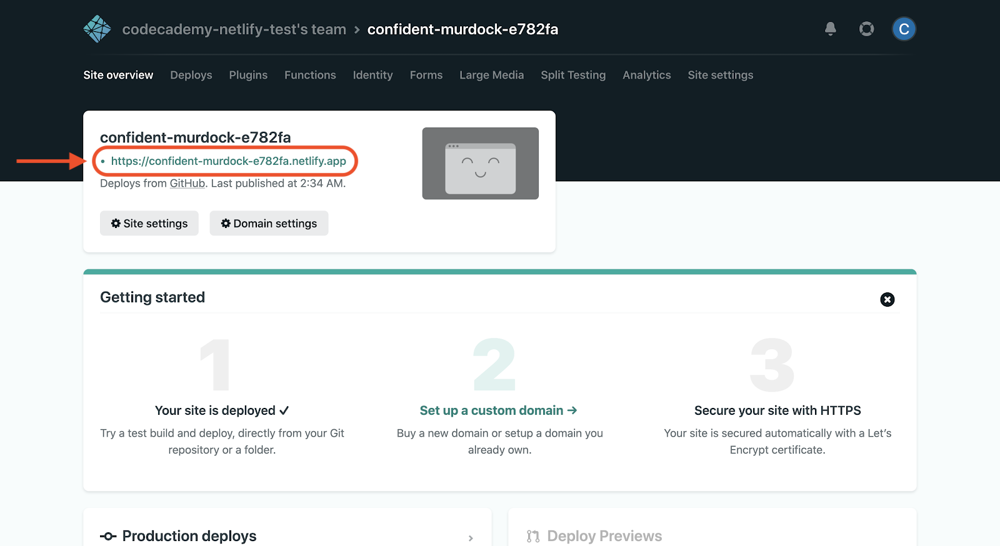 codecademy-netlify-test's team > confident-murdock-e782fa
C
Site overview Deploys Plugins Functions Identity Forms Large Media Split Testing Analytics Site settings
confident-murdock-e782fa
• https://confident-murdock-e782fa.netlify.app
Deploys from GitHub. Last published at 2:34 AM.
Site settings Domain settings
Getting started
1
Your site is deployed ✓
Try a test build and deploy, directly from your Git
repository or a folder.
2
Set up a custom domain →
Buy a new domain or setup a domain you
already own.
3
Secure your site with HTTPS
Your site is secured automatically with a Let’s
Encrypt certificate.
Production deploys
Deploy Previews